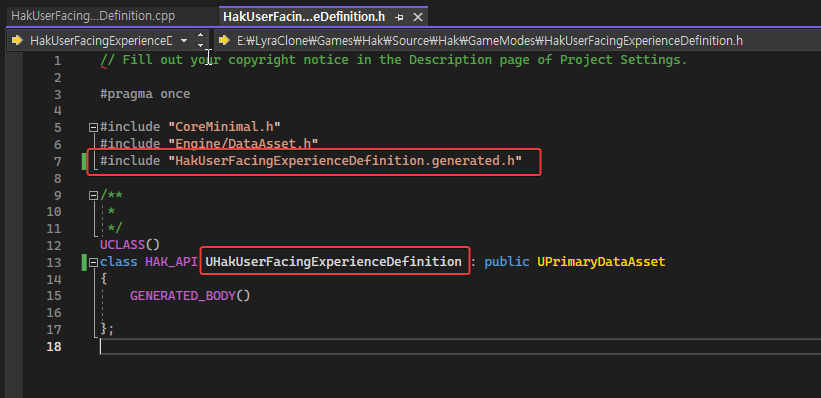 HakUserFacing...Definition.cpp
HakUserFacin...eDefinition.h
HakUserFacingExperienceD
E:₩LyraClone₩Games₩Hak₩Source₩Hak₩GameModes₩HakUserFacingExperienceDefinition.h
1 // Fill out your copyright notice in the Description page of Project Settings.
2
3 #pragma once
4
5 #include "CoreMinimal.h"
6 #include "Engine/DataAsset.h"
7 #include "HakUserFacingExperienceDefinition.generated.h"
8
9 /**
10 *
11 */
12 UCLASS()
13 class HAK_API UHakUserFacingExperienceDefinition : public UPrimaryDataAsset
14 {
15 GENERATED_BODY()
16
17 };
18